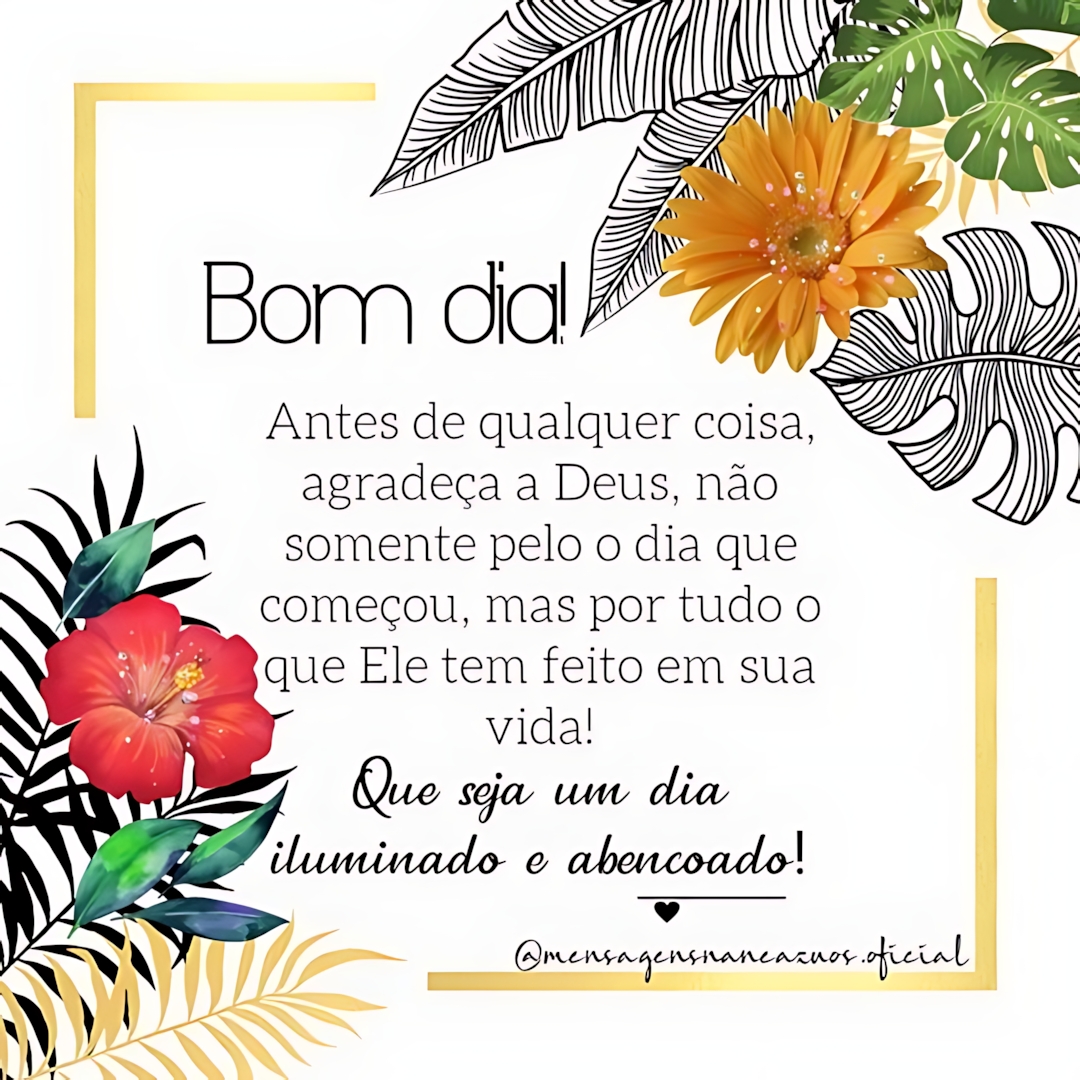 Bom dia!
Antes de qualquer coisa,
agradeça a Deus, não
somente pelo o dia que
começou, mas por tudo o
que Ele tem feito em sua
vida!
Que seja um dia
iluminado e abencoado!
@mensagensnaneazuos.oficial